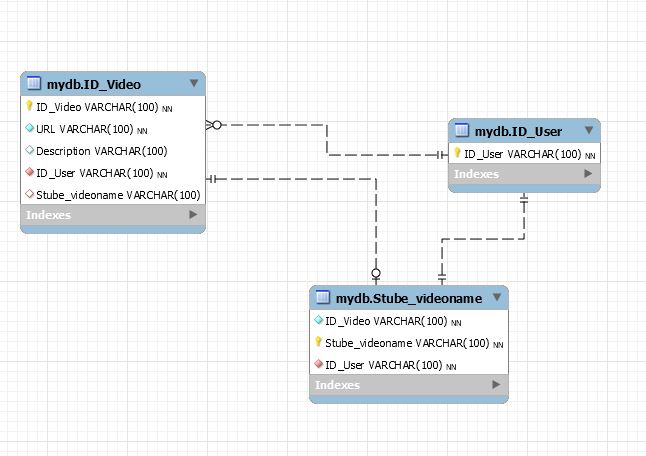 mydb.ID_Video
ID_Video VARCHAR(100) NN
URL VARCHAR(100) NN
Description VARCHAR(100)
ID_User VARCHAR(100) NN
Stube_videoname VARCHAR(100)
Indexes
mydb.ID_User
ID_User VARCHAR(100) NN
Indexes
mydb.Stube_videoname
ID_Video VARCHAR(100) NN
Stube_videoname VARCHAR(100) NN
ID_User VARCHAR(100) NN
Indexes